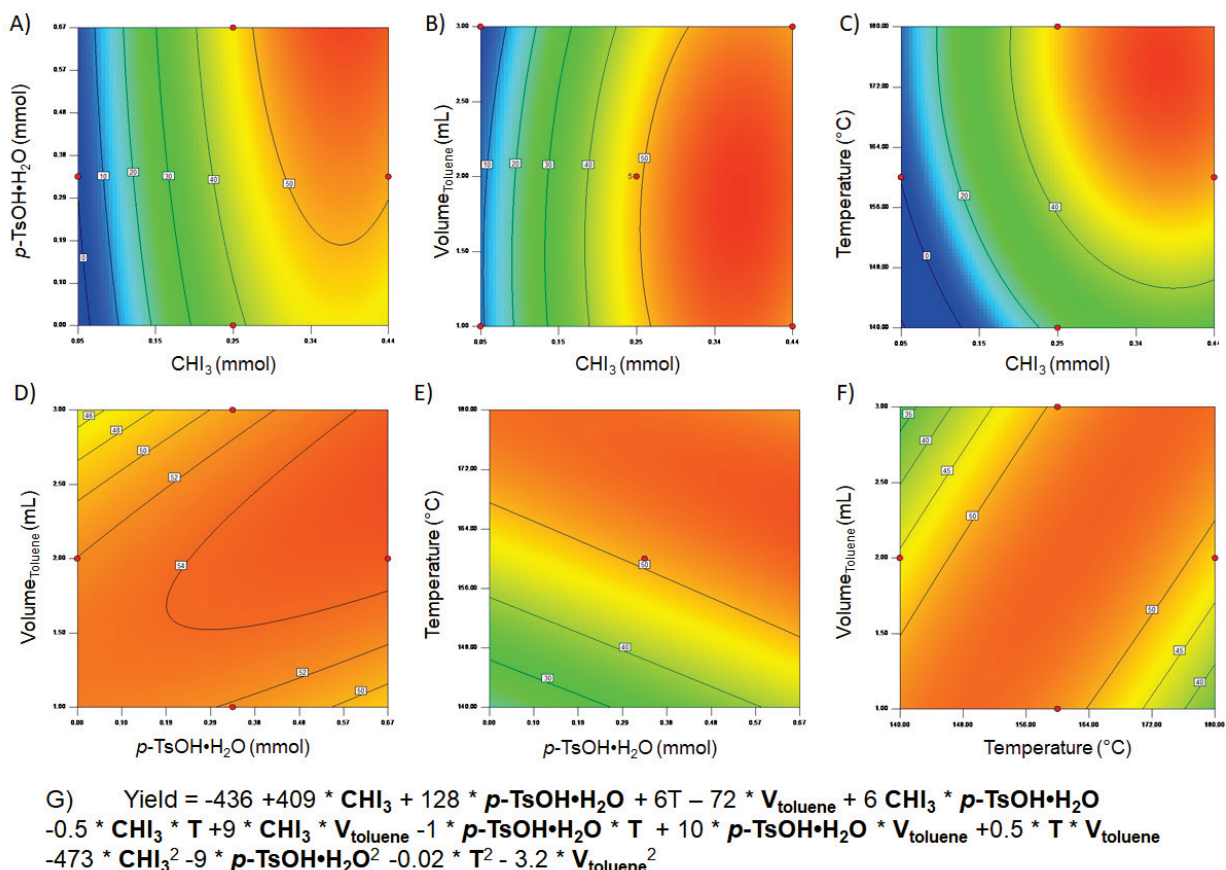 A)
0.67
0.57
0.48
0.38
0.29
0.19
0.10
0.00
p-TsOH•H2O (mmol)
0
10
20
30
40
50
0.05 0.15 0.25 0.34 0.44
CHI3 (mmol)
B)
3.00
2.50
2.00
1.50
1.00
VolumeToluene (mL)
10
20
30
40
50
5
0.05 0.15 0.25 0.34 0.44
CHI3 (mmol)
C)
180.00
172.00
164.00
156.00
148.00
140.00
Temperature (°C)
0
20
40
0.05 0.15 0.25 0.34 0.44
CHI3 (mmol)
D)
3.00
2.50
2.00
1.50
1.00
VolumeToluene (mL)
46
48
50
52
54
52
50
0.00 0.10 0.19 0.29 0.38 0.48 0.57 0.67
p-TsOH•H2O (mmol)
E)
180.00
172.00
164.00
156.00
148.00
140.00
Temperature (°C)
50
40
30
0.00 0.10 0.19 0.29 0.38 0.48 0.57 0.67
p-TsOH•H2O (mmol)
F)
3.00
2.50
2.00
1.50
1.00
VolumeToluene (mL)
35
40
45
50
50
45
40
140.00 148.00 156.00 164.00 172.00 180.00
Temperature (°C)
G) Yield = -436 +409 * CHI3 + 128 * p-TsOH•H2O + 6T – 72 * Vtoluene + 6 CHI3 * p-TsOH•H2O
-0.5 * CHI3 * T +9 * CHI3 * Vtoluene -1 * p-TsOH•H2O * T + 10 * p-TsOH•H2O * Vtoluene +0.5 * T * Vtoluene
-473 * CHI3² -9 * p-TsOH•H2O² -0.02 * T² - 3.2 * Vtoluene²